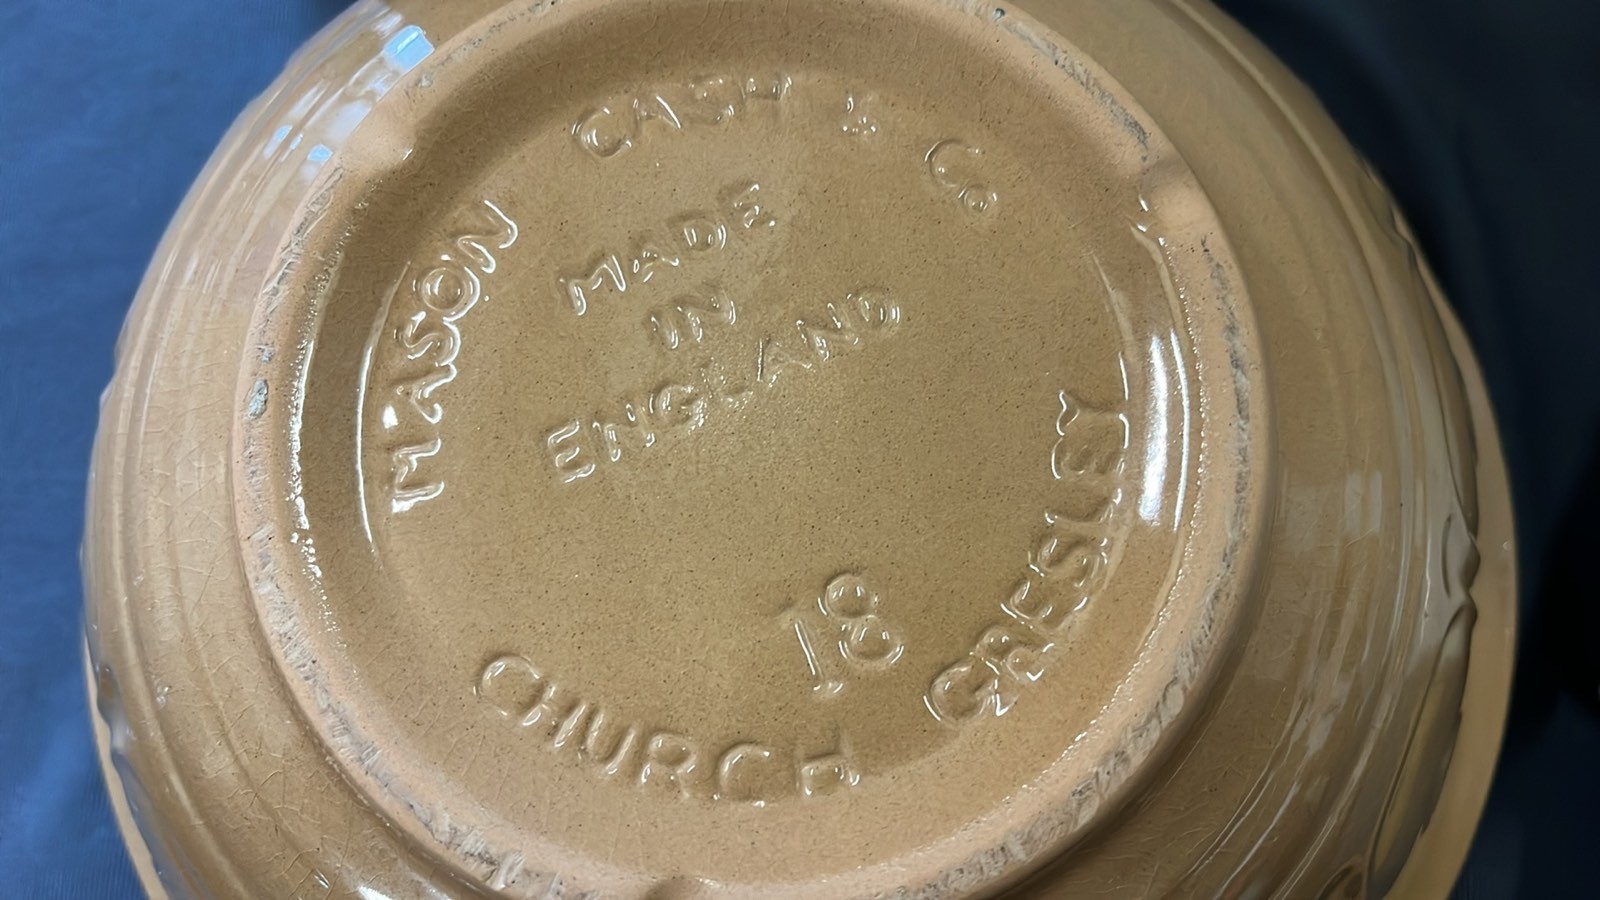 MASON CASH & Co
MADE
IN
ENGLAND
18
CHURCH GRESLEY